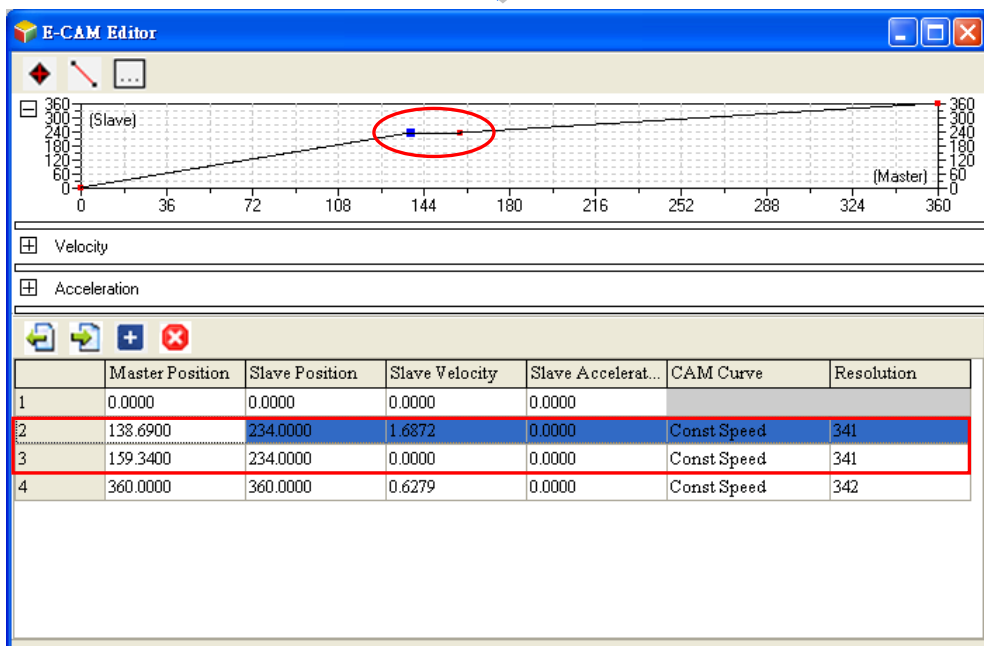 E-CAM Editor
...
360 360
300 (Slave) 300
240 240
180 180
120 120
60 (Master) 60
0 0
0 36 72 108 144 180 216 252 288 324 360
Velocity
Acceleration
Master Position Slave Position Slave Velocity Slave Accelerat... CAM Curve Resolution
1 0.0000 0.0000 0.0000 0.0000
2 138.6900 234.0000 1.6872 0.0000 Const Speed 341
3 159.3400 234.0000 0.0000 0.0000 Const Speed 341
4 360.0000 360.0000 0.6279 0.0000 Const Speed 342